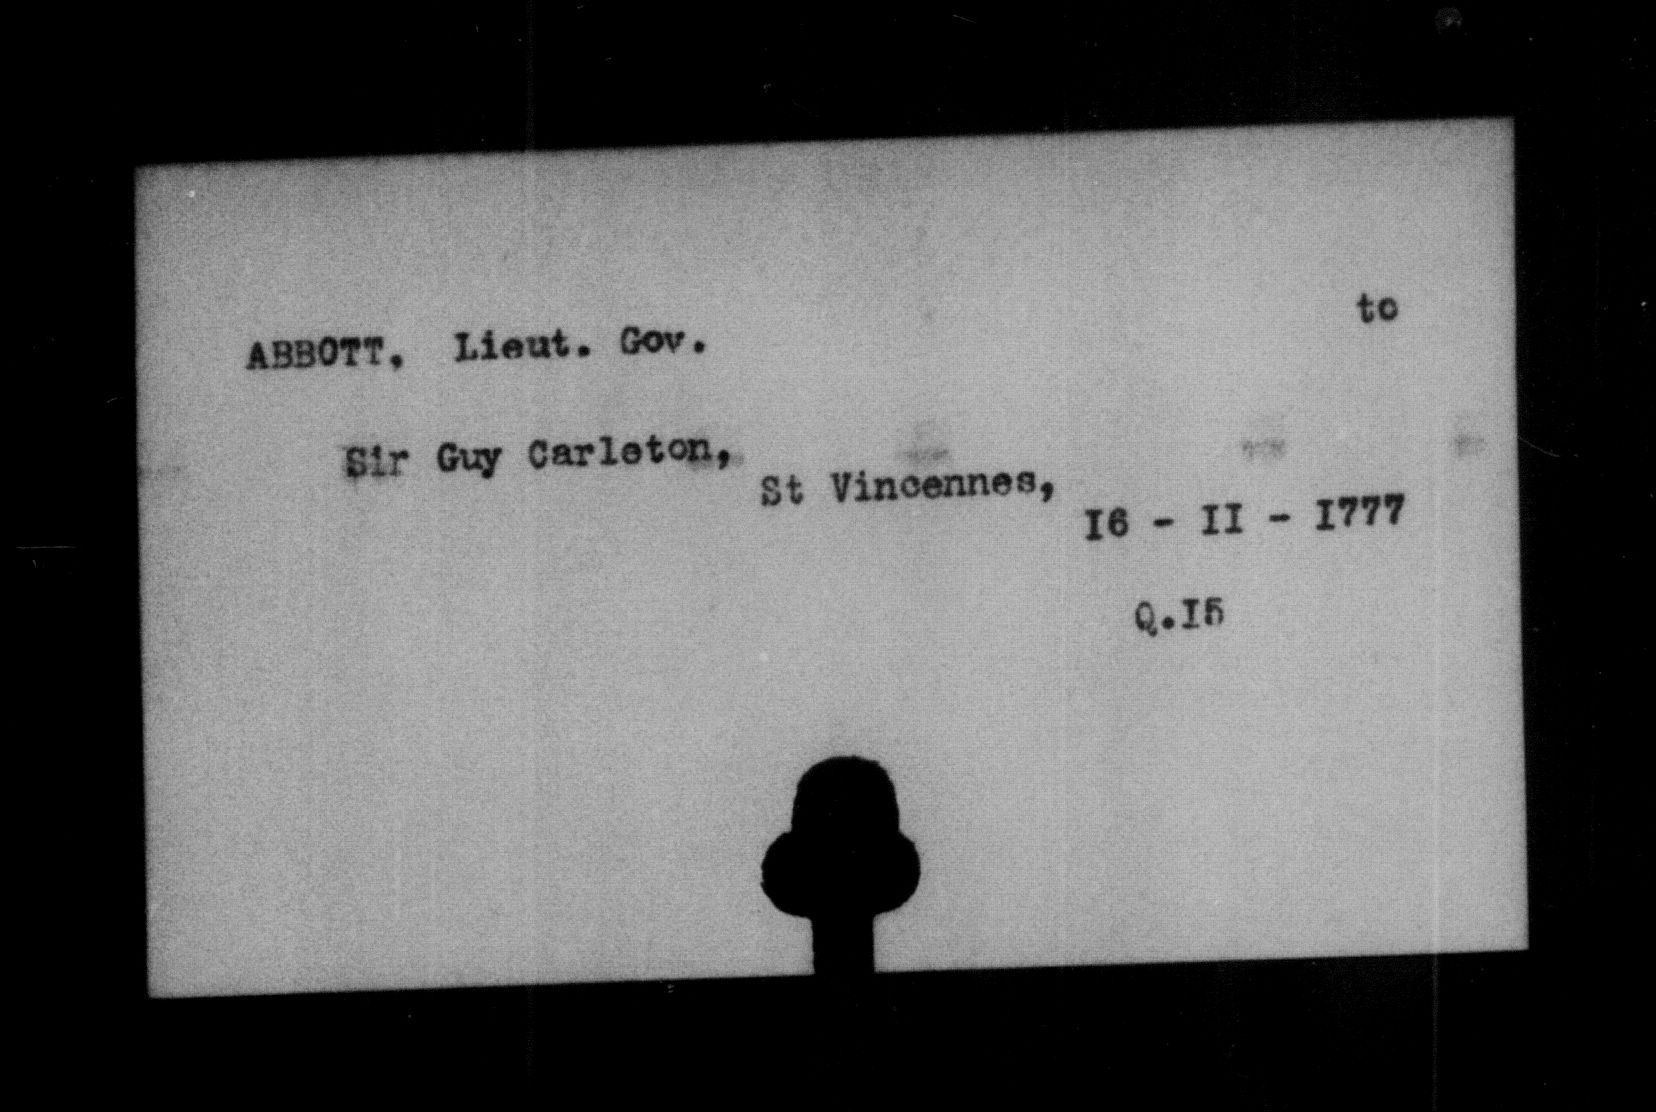 ABBOTT, Lieut. Gov. to
Sir Guy Carleton,
St Vincennes,
I6 - II - I777
Q.I5